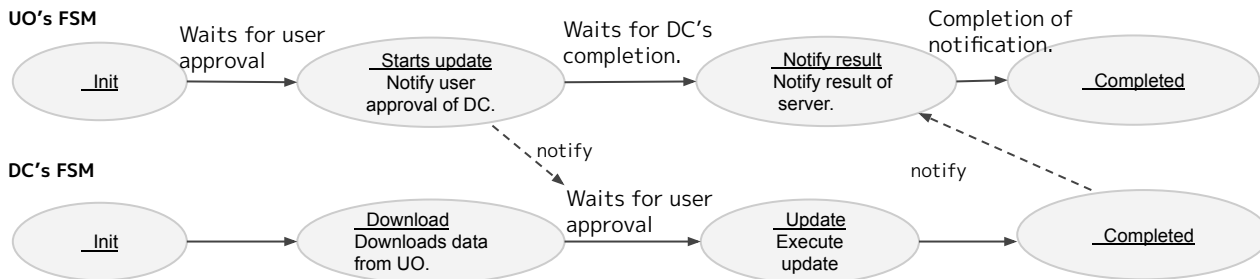 UO's FSM
Waits for user
approval
Waits for DC's
completion.
Completion of
notification.
Init
Starts update
Notify user
approval of DC.
Notify result
Notify result of
server.
Completed
notify
notify
DC's FSM
Waits for user
approval
Init
Download
Downloads data
from UO.
Update
Execute
update
Completed